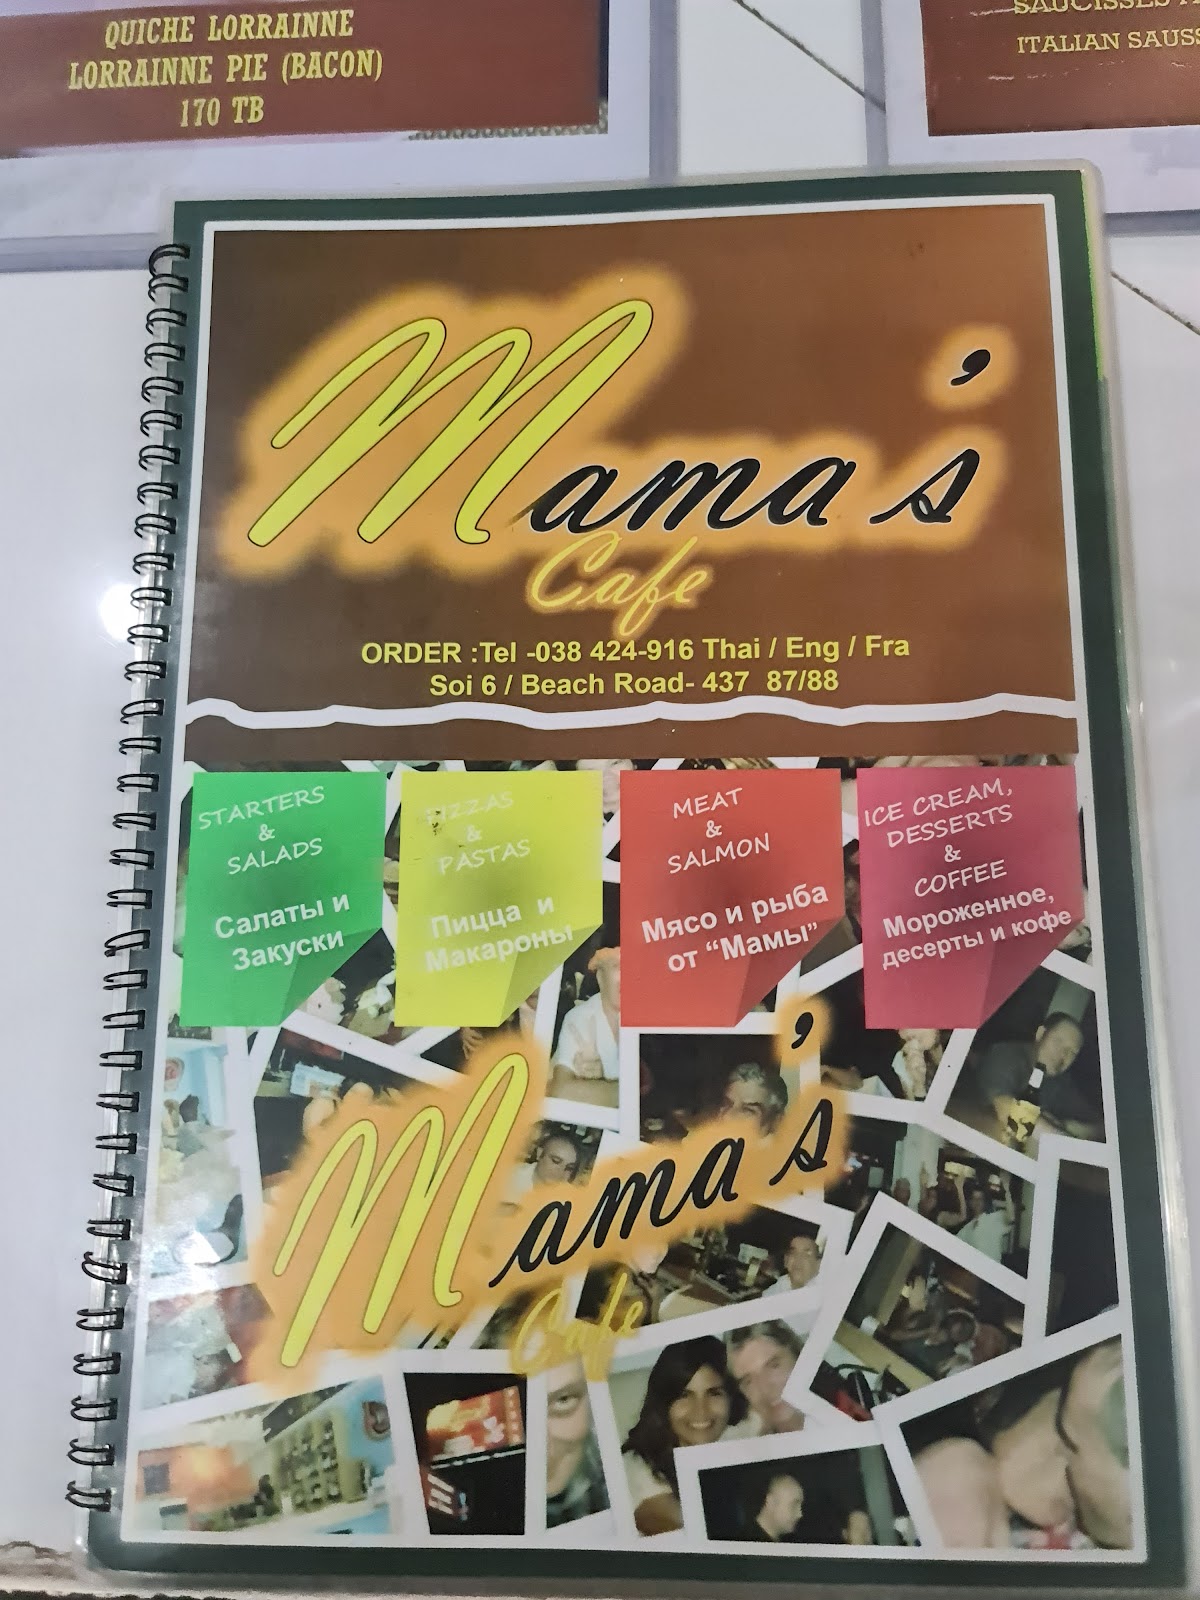 QUICHE LORRAINNE
LORRAINNE PIE (BACON)
170 TB
ITALIAN
Mama's
Cafe
ORDER :Tel -038 424-916 Thai / Eng / Fra
Soi 6 / Beach Road- 437 87/88
STARTERS
&
SALADS
Салаты и
Закуски
PIZZAS
&
PASTAS
Пицца и
Макароны
MEAT
&
SALMON
Мясо и рыба
от “Мамы”
ICE CREAM,
DESSERTS
&
COFFEE
Мороженное,
десерты и кофе
Mama's
Cafe